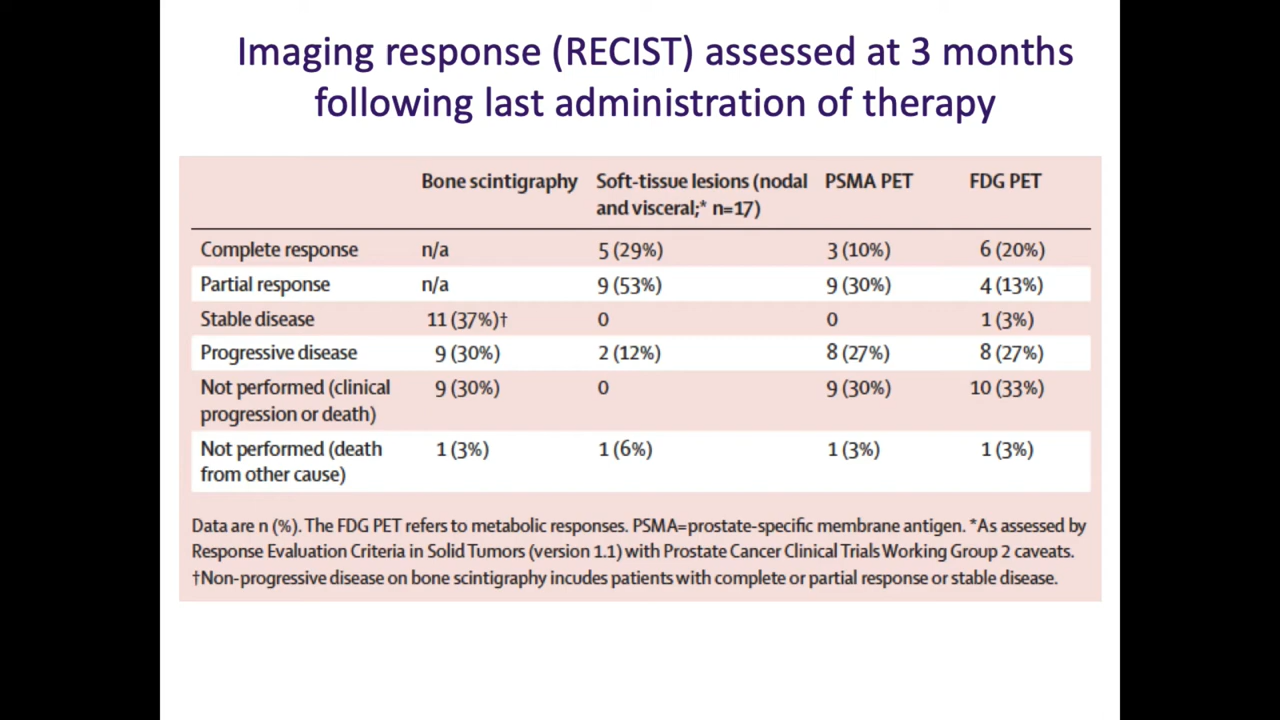 Imaging response (RECIST) assessed at 3 months
following last administration of therapy
Bone scintigraphy Soft-tissue lesions (nodal and visceral;* n=17) PSMA PET FDG PET
Complete response n/a 5 (29%) 3 (10%) 6 (20%)
Partial response n/a 9 (53%) 9 (30%) 4 (13%)
Stable disease 11 (37%)† 0 0 1 (3%)
Progressive disease 9 (30%) 2 (12%) 8 (27%) 8 (27%)
Not performed (clinical progression or death) 9 (30%) 0 9 (30%) 10 (33%)
Not performed (death from other cause) 1 (3%) 1 (6%) 1 (3%) 1 (3%)
Data are n (%). The FDG PET refers to metabolic responses. PSMA=prostate-specific membrane antigen. *As assessed by
Response Evaluation Criteria in Solid Tumors (version 1.1) with Prostate Cancer Clinical Trials Working Group 2 caveats.
†Non-progressive disease on bone scintigraphy incudes patients with complete or partial response or stable disease.